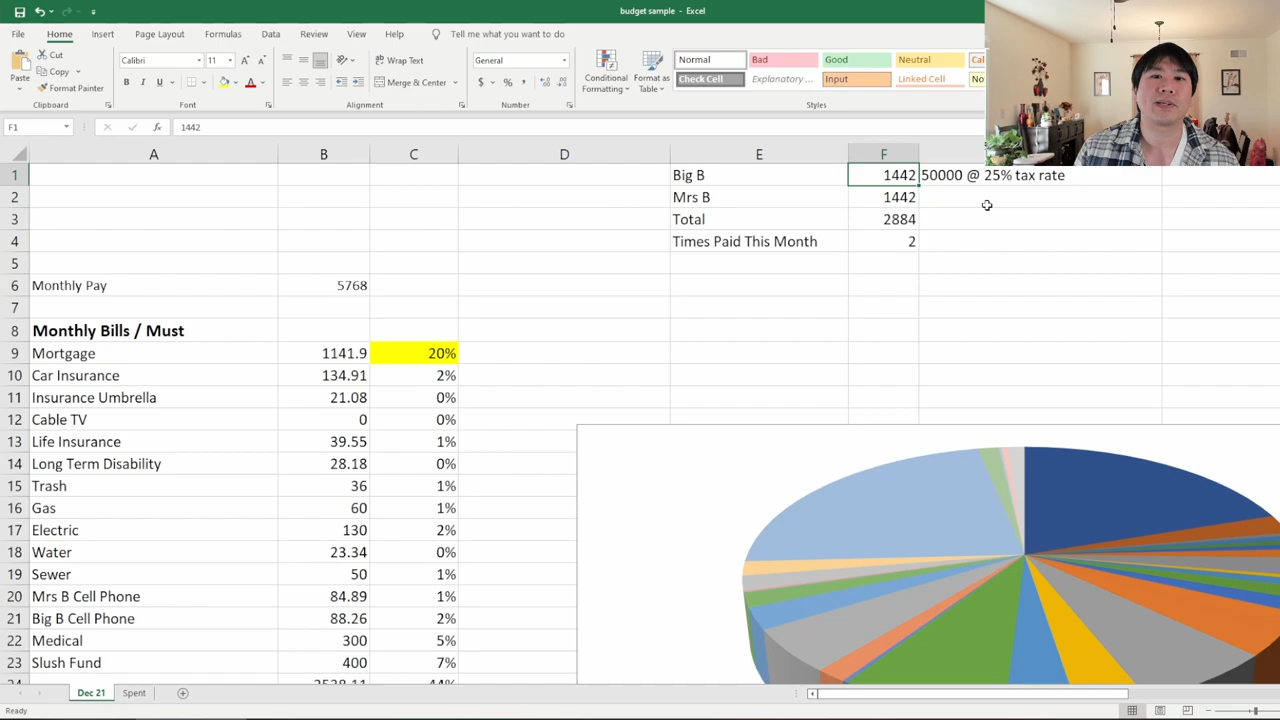 budget sample - Excel
File Home Insert Page Layout Formulas Data Review View Help Tell me what you want to do
Paste
Cut
Copy
Format Painter
Clipboard
Calibri 11
B I U
Font
Wrap Text
Merge & Center
Alignment
General
$ % ,
Number
Conditional Formatting
Format as Table
Normal Bad Good Neutral
Check Cell Explanatory ... Input Linked Cell
Styles
F1 fx 1442
A B C D E F
1 Big B 1442 50000 @ 25% tax rate
2 Mrs B 1442
3 Total 2884
4 Times Paid This Month 2
5
6 Monthly Pay 5768
7
8 Monthly Bills / Must
9 Mortgage 1141.9 20%
10 Car Insurance 134.91 2%
11 Insurance Umbrella 21.08 0%
12 Cable TV 0 0%
13 Life Insurance 39.55 1%
14 Long Term Disability 28.18 0%
15 Trash 36 1%
16 Gas 60 1%
17 Electric 130 2%
18 Water 23.34 0%
19 Sewer 50 1%
20 Mrs B Cell Phone 84.89 1%
21 Big B Cell Phone 88.26 2%
22 Medical 300 5%
23 Slush Fund 400 7%
Dec 21 Spent
Ready